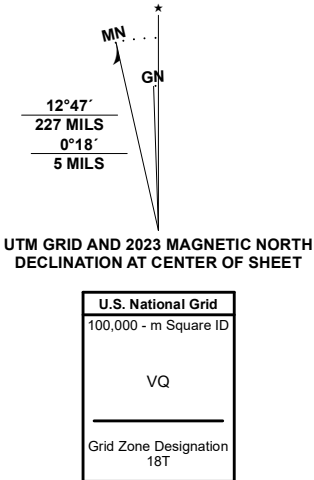 ★
MN
GN
12°47´
227 MILS
0°18´
5 MILS
UTM GRID AND 2023 MAGNETIC NORTH
DECLINATION AT CENTER OF SHEET
U.S. National Grid
100,000 - m Square ID
VQ
Grid Zone Designation
18T